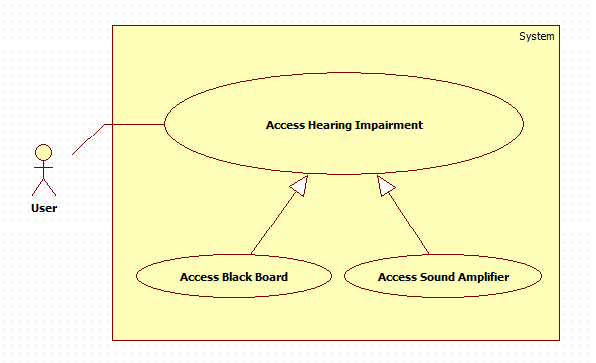 System
Access Hearing Impairment
User
Access Black Board
Access Sound Amplifier